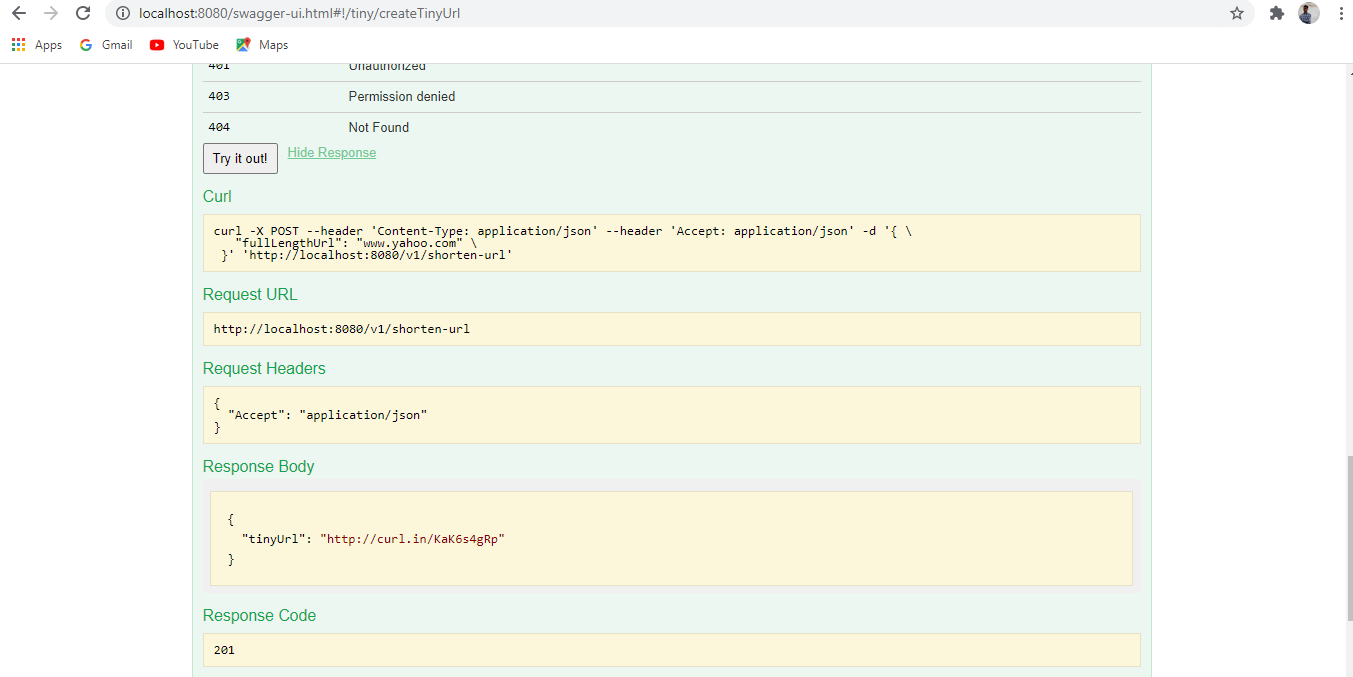 localhost:8080/swagger-ui.html#!/tiny/createTinyUrl
Apps Gmail YouTube Maps
401 Unauthorized
403 Permission denied
404 Not Found
Try it out! Hide Response
Curl
curl -X POST --header 'Content-Type: application/json' --header 'Accept: application/json' -d '{ \
"fullLengthUrl": "www.yahoo.com" \
}' 'http://localhost:8080/v1/shorten-url'
Request URL
http://localhost:8080/v1/shorten-url
Request Headers
{
"Accept": "application/json"
}
Response Body
{
"tinyUrl": "http://curl.in/KaK6s4gRp"
}
Response Code
201